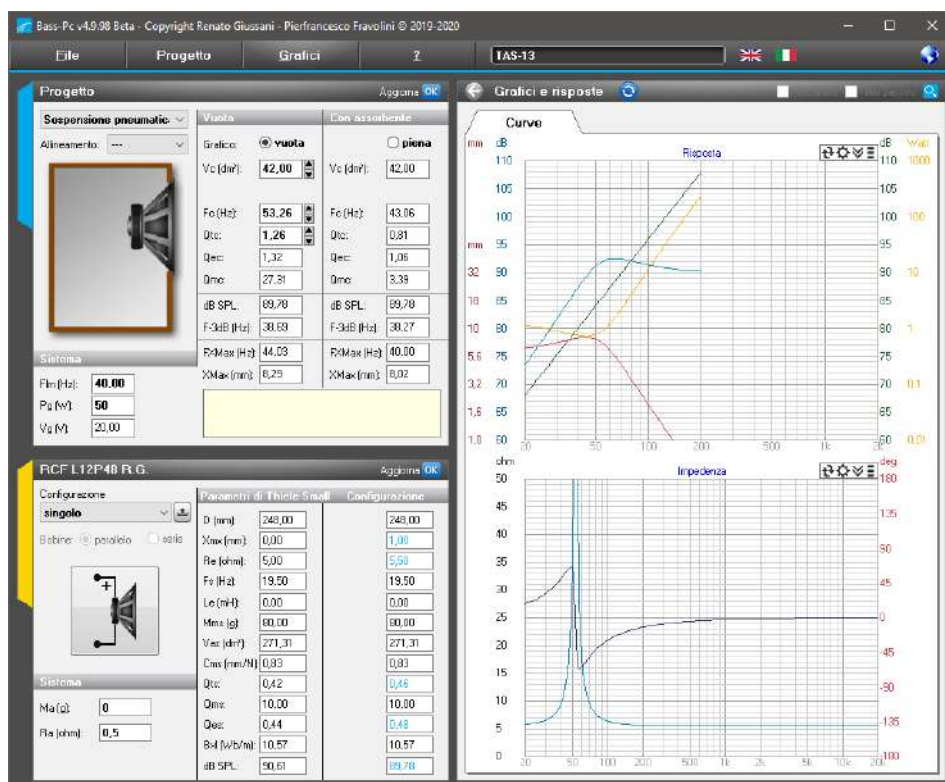 Bass-Pc v4.9.98 Beta - Copyright Renato Giussani - Pierfrancesco Fravolini © 2019-2020
File Progetto Grafici ? TAS-13
Progetto Aggiorna OK
Sospensione pneumatic.
Alineamento: ---
Vuota Con assorbente
Grafico: vuota piena
Vc (dm³): 42,00 Vc (dm³): 42,00
Fc (Hz): 53,26 Fc (Hz): 43,06
Qtc: 1,26 Qtc: 0,81
Qec: 1,32 Qec: 1,06
Qmc: 27,31 Qmc: 3,39
dB SPL: 89,78 dB SPL: 89,78
F-3dB (Hz): 38,69 F-3dB (Hz): 38,27
FXMax (Hz): 44,03 FXMax (Hz): 40,00
XMax (mm): 8,29 XMax (mm): 8,02
Sistema
Flm (Hz): 40,00
Pg (W): 50
Vg (V): 20,00
RCF L12P48 R.G. Aggiorna OK
Configurazione
singolo
Bobine: parallelo serie
Parametri di Thiele-Small Configurazione
D (mm): 248,00 248,00
Xmx (mm): 0,00 1,00
Re (ohm): 5,00 5,50
Fs (Hz): 19,50 19,50
Le (mH): 0,00 0,00
Mms (g): 80,00 80,00
Vas (dm³): 271,31 271,31
Cms (mm/N): 0,83 0,83
Qts: 0,42 0,46
Qms: 10,00 10,00
Qes: 0,44 0,48
Bxl (Wb/m): 10,57 10,57
dB SPL: 90,61 89,78
Sistema
Ma (g): 0
Ra (ohm): 0,5
Grafici e risposte
Curve
mm dB Risposta dB Watt
110 110 1000
105 105
100 100 100
mm 95 95
32 90 90 10
18 85 85
10 80 80 1
5,6 75 75
3,2 70 70 0,1
1,8 65 65
1,0 60 60 0,01
20 50 100 200 500 1k 2k
ohm Impedenza deg
50 180
45 135
40 90
35 45
30 0
25 -45
20 -90
15 -135
10 -180
5
0
20 50 100 200 500 1k 2k 5k 10k 20k